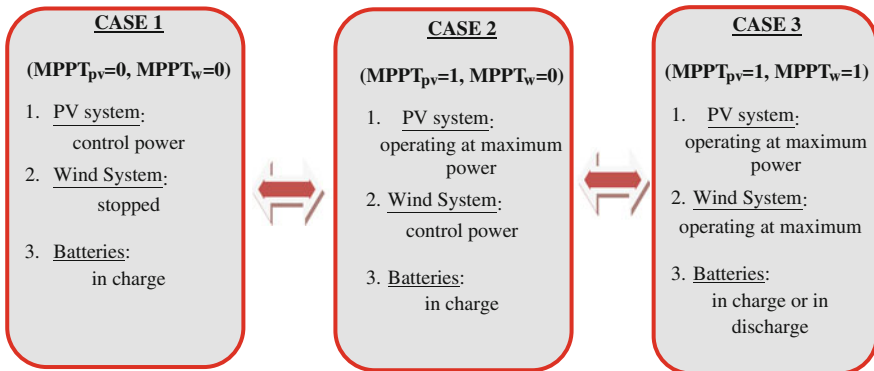 CASE 1
(MPPTpv=0, MPPTw=0)
1. PV system:
control power
2. Wind System:
stopped
3. Batteries:
in charge
CASE 2
(MPPTpv=1, MPPTw=0)
1. PV system:
operating at maximum
power
2. Wind System:
control power
3. Batteries:
in charge
CASE 3
(MPPTpv=1, MPPTw=1)
1. PV system:
operating at maximum
power
2. Wind System:
operating at maximum
3. Batteries:
in charge or in
discharge